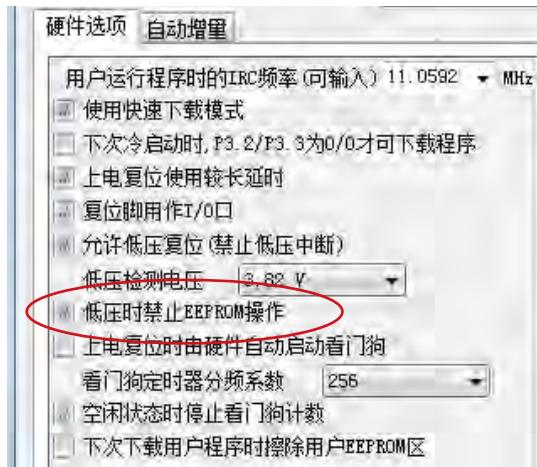 硬件选项 自动增里
用户运行程序时的IRC频率(可输入) 11.0592 MHz
使用快速下载模式
下次冷启动时,P3.2/P3.3为0/0才可下载程序
上电复位使用较长延时
复位脚用作I/O口
允许低压复位(禁止低压中断)
低压检测电压 3.82 V
低压时禁止EEPROM操作
上电复位时由硬件自动启动看门狗
看门狗定时器分频系数 256
空闲状态时停止看门狗计数
下次下载用户程序时擦除用户EEPROM区